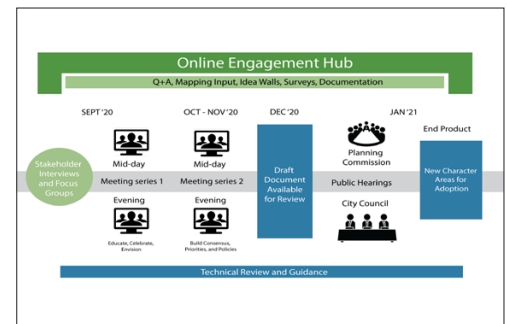 Online Engagement Hub
Q+A, Mapping Input, Idea Walls, Surveys, Documentation
SEPT '20
OCT - NOV'20
DEC '20
JAN '21
Stakeholder
Interviews
and Focus
Groups
Mid-day
Meeting series 1
Evening
Educate, Celebrate,
Envision
Mid-day
Meeting series 2
Evening
Build Consensus,
Priorities, and Policies
Draft
Document
Available
for Review
Planning
Commission
Public Hearings
City Council
End Product
New Character
Areas for
Adoption
Technical Review and Guidance